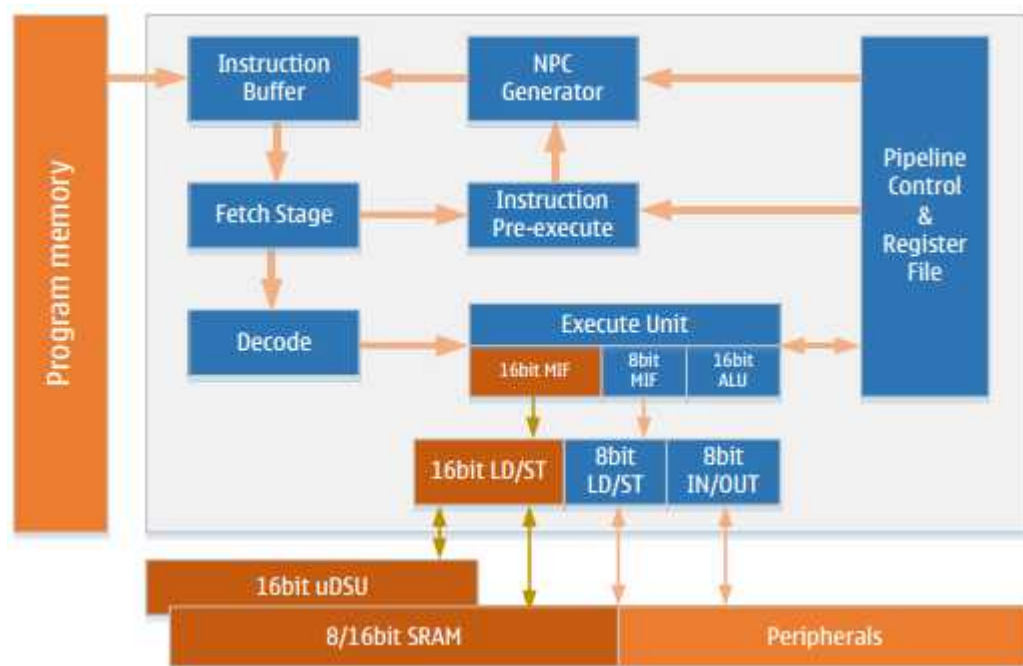 Program memory
Instruction
Buffer
NPC
Generator
Pipeline
Control
&
Register
File
Fetch Stage
Instruction
Pre-execute
Decode
Execute Unit
16bit MIF
8bit
MIF
16bit
ALU
16bit LD/ST
8bit
LD/ST
8bit
IN/OUT
16bit uDSU
8/16bit SRAM
Peripherals